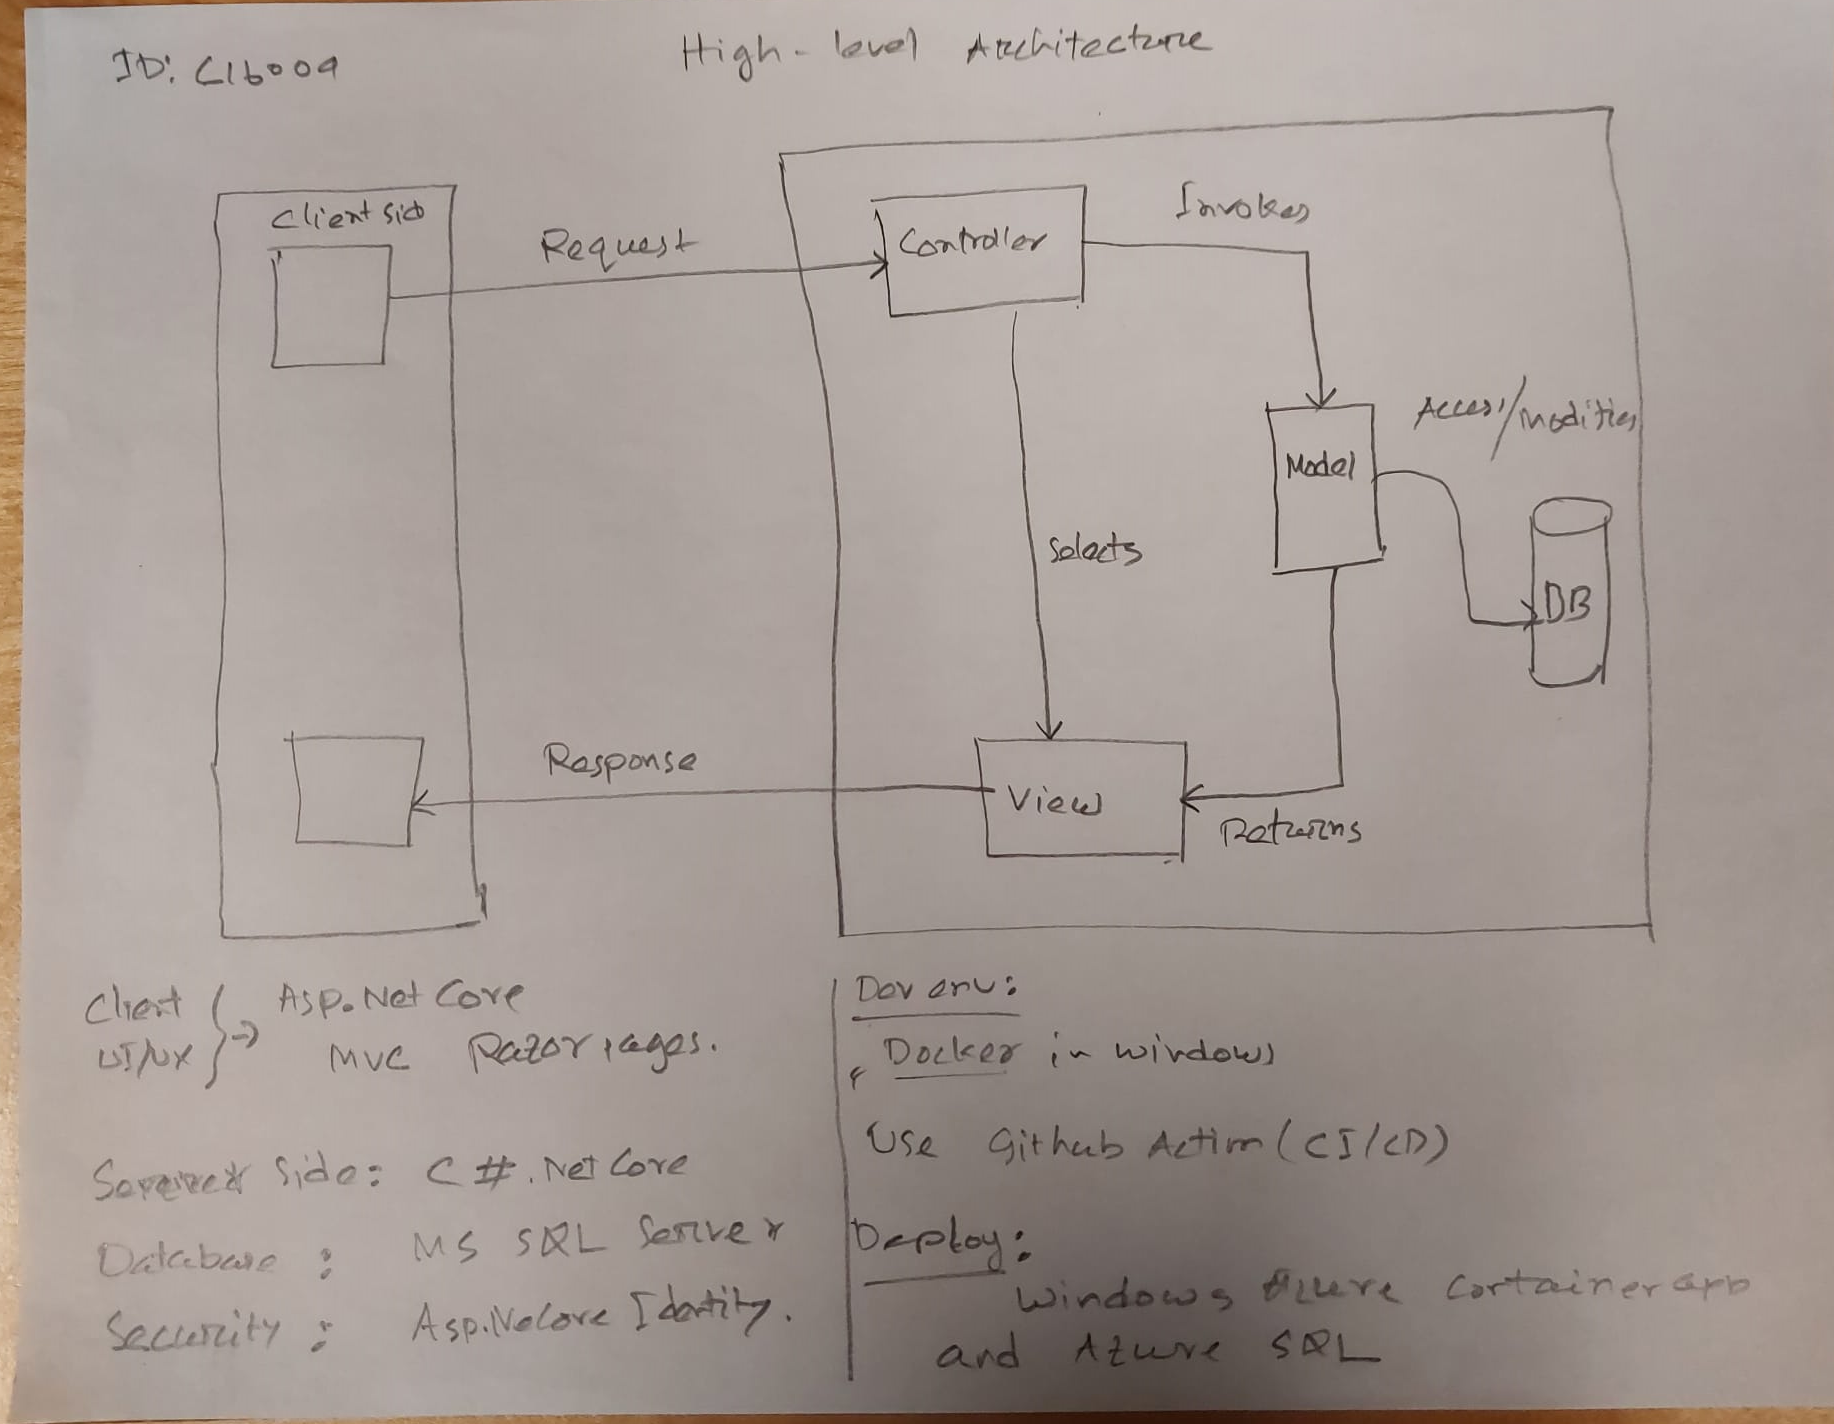 High-level Architecture
ID: C16009
Client side
Request
Controller
Invokes
Model
Access/modifies
DB
Selects
Response
View
Returns
Client UI/UX } => Asp.Net Core
MVC Razor pages.
Server Side: C#.Net Core
Database : MS SQL Server
Security : Asp.NeCore Identity.
Dev env:
Docker in windows
Use Github Action (CI/CD)
Deploy:
Windows Azure Container app
and Azure SQL